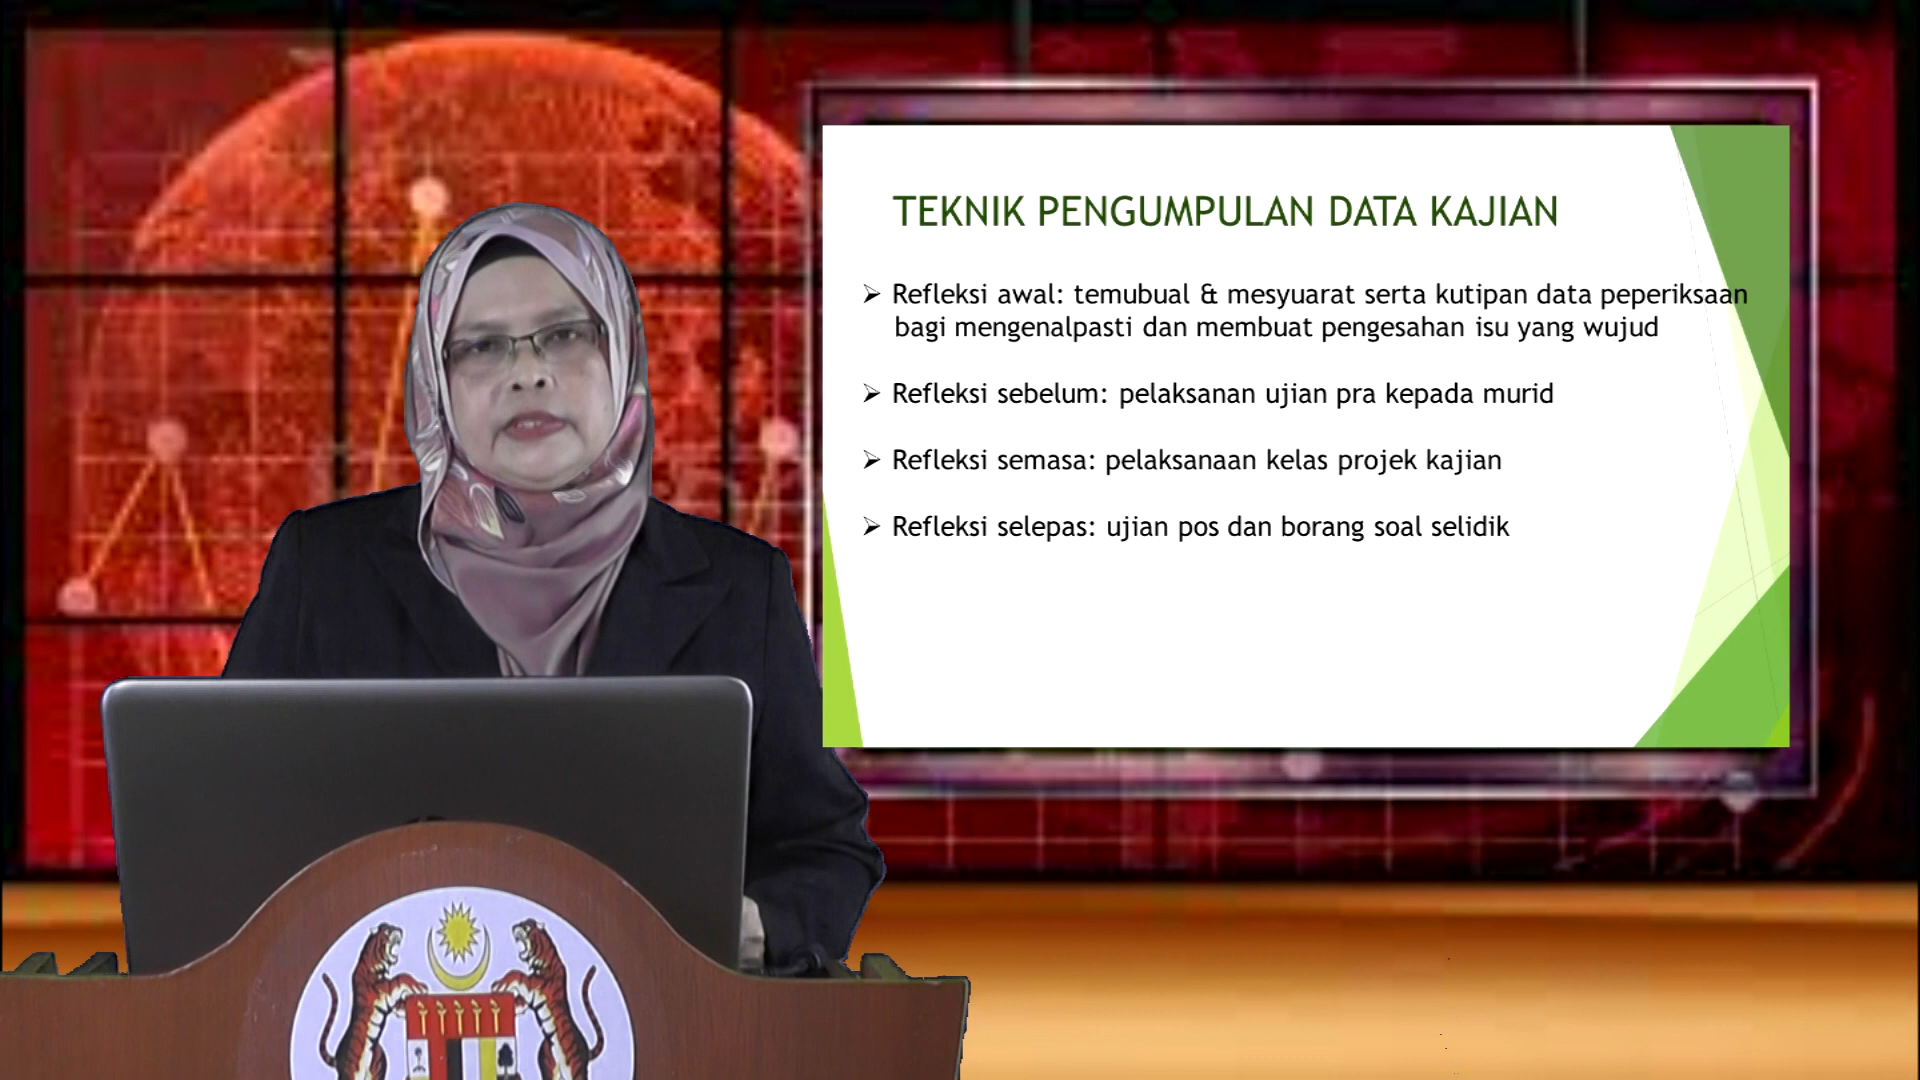 TEKNIK PENGUMPULAN DATA KAJIAN
➢ Refleksi awal: temubual & mesyuarat serta kutipan data peperiksaan
bagi mengenalpasti dan membuat pengesahan isu yang wujud
➢ Refleksi sebelum: pelaksanan ujian pra kepada murid
➢ Refleksi semasa: pelaksanaan kelas projek kajian
➢ Refleksi selepas: ujian pos dan borang soal selidik